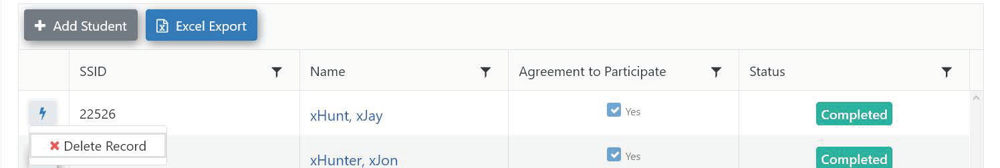 Add Student Excel Export
SSID Name Agreement to Participate Status
22526 xHunt, xJay Yes Completed
Delete Record
xHunter, xJon Yes Completed